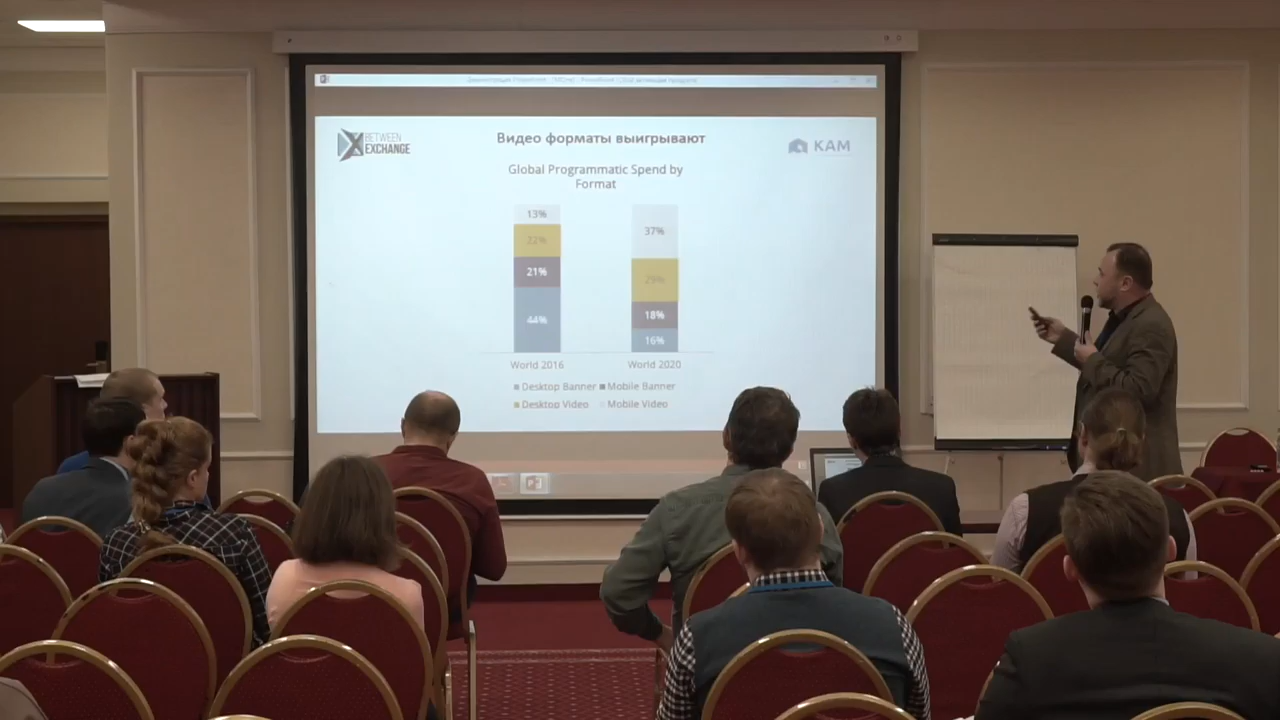 BETWEEN
EXCHANGE
Видео форматы выигрывают
КАМ
Global Programmatic Spend by
Format
13%
22%
21%
44%
37%
29%
18%
16%
World 2016
World 2020
Desktop Banner
Mobile Banner
Desktop Video
Mobile Video